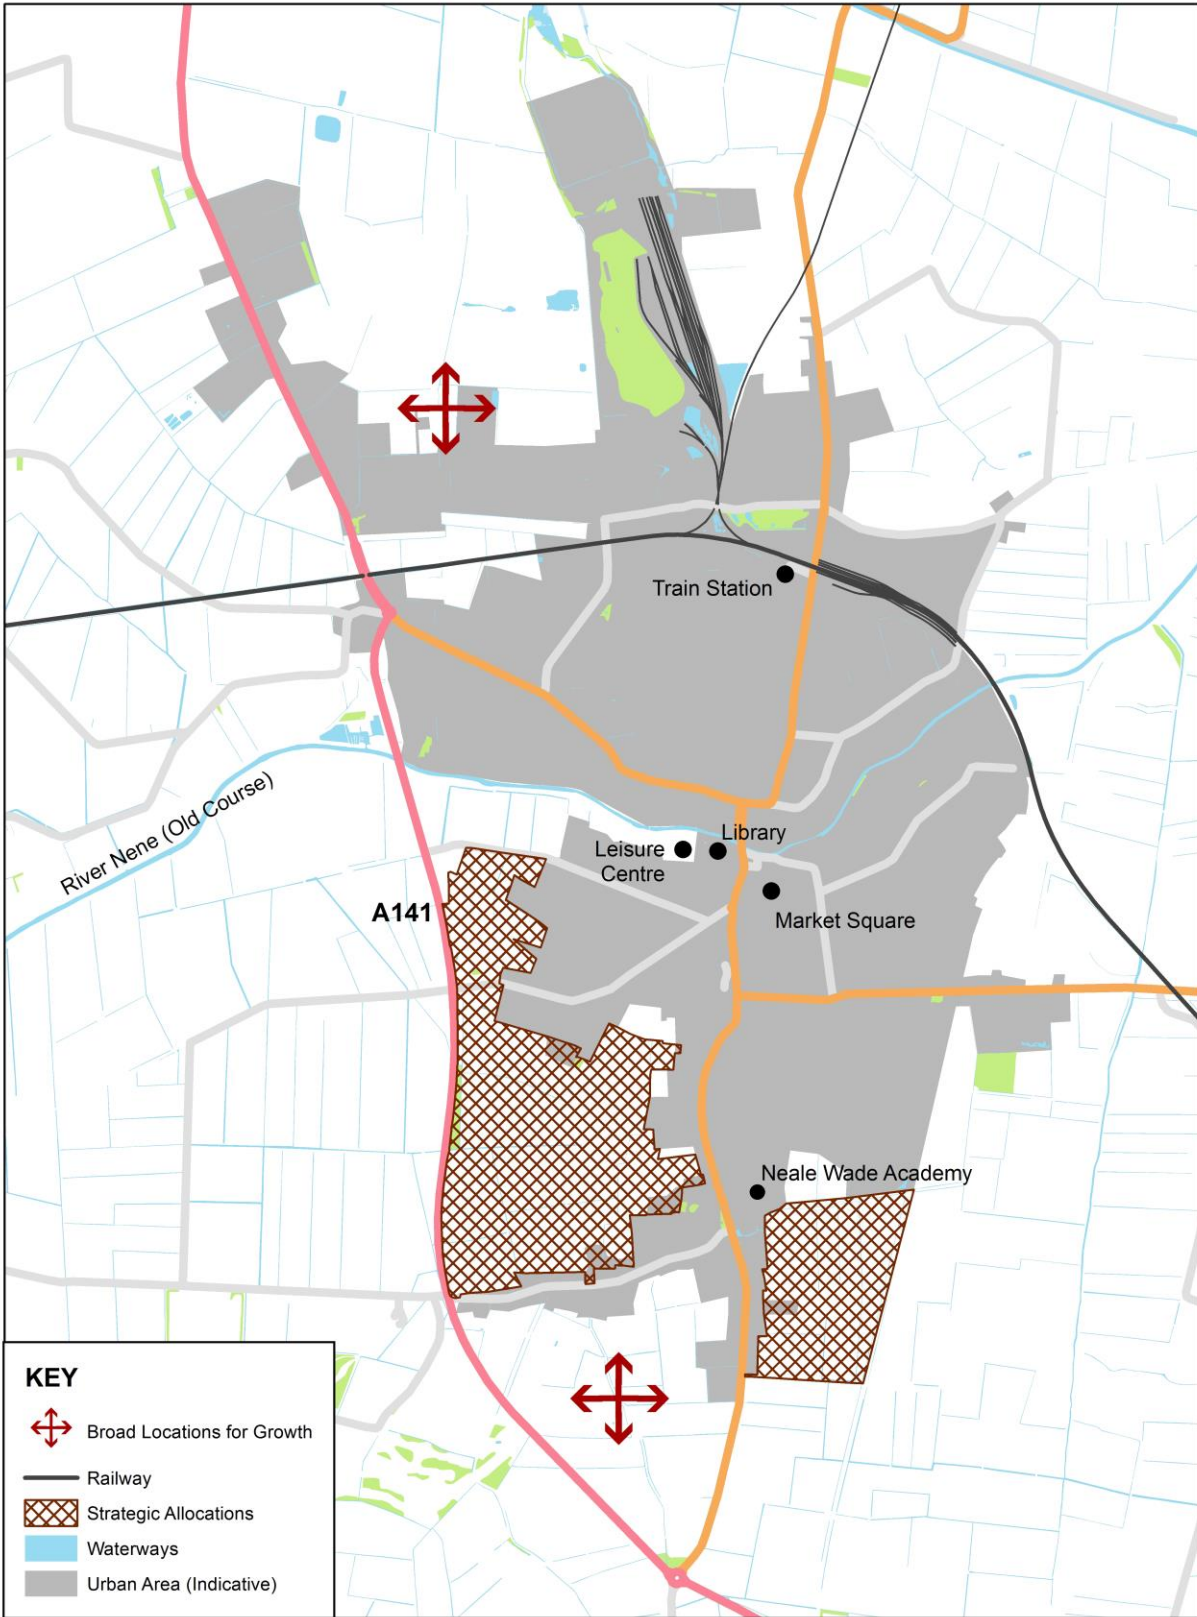 Train Station
River Nene (Old Course)
Leisure
Centre
Library
A141
Market Square
Neale Wade Academy
KEY
Broad Locations for Growth
Railway
Strategic Allocations
Waterways
Urban Area (Indicative)